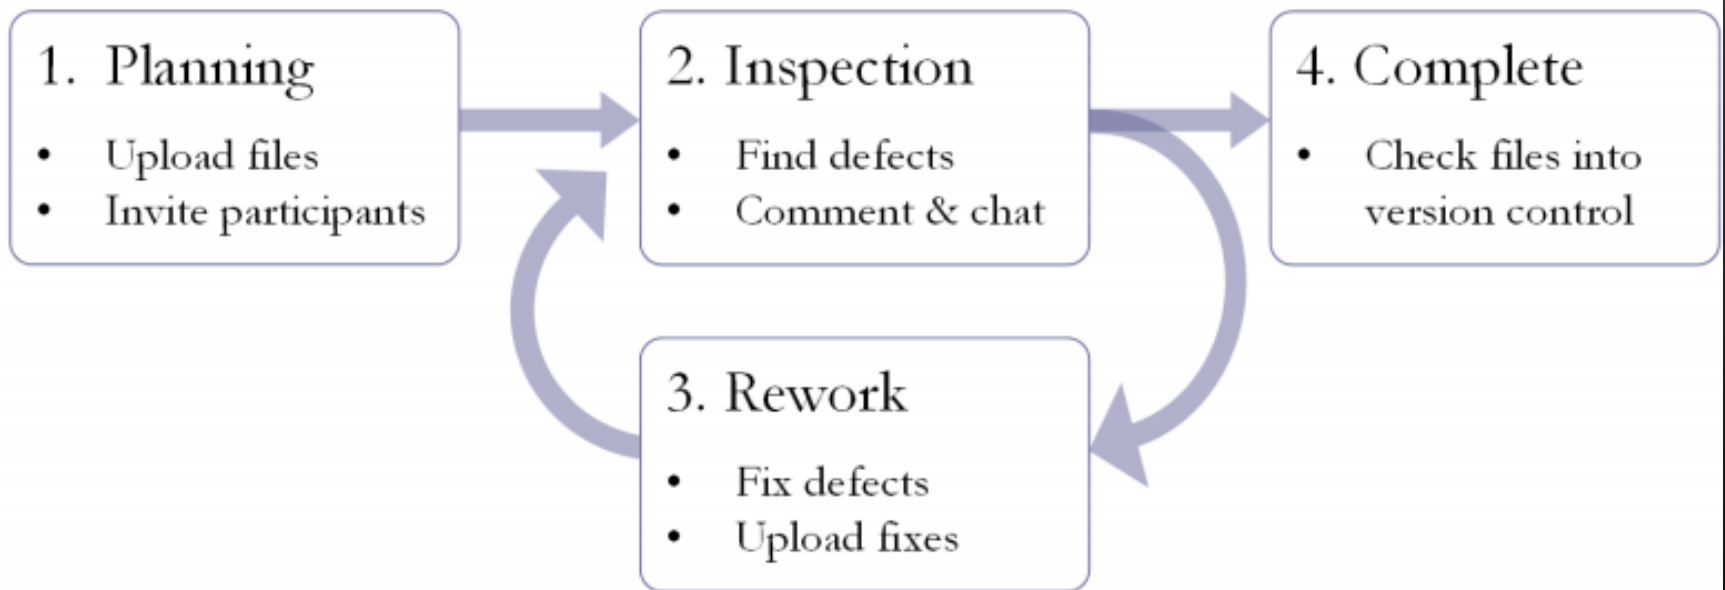 1. Planning
• Upload files
• Invite participants
2. Inspection
• Find defects
• Comment & chat
3. Rework
• Fix defects
• Upload fixes
4. Complete
• Check files into
version control